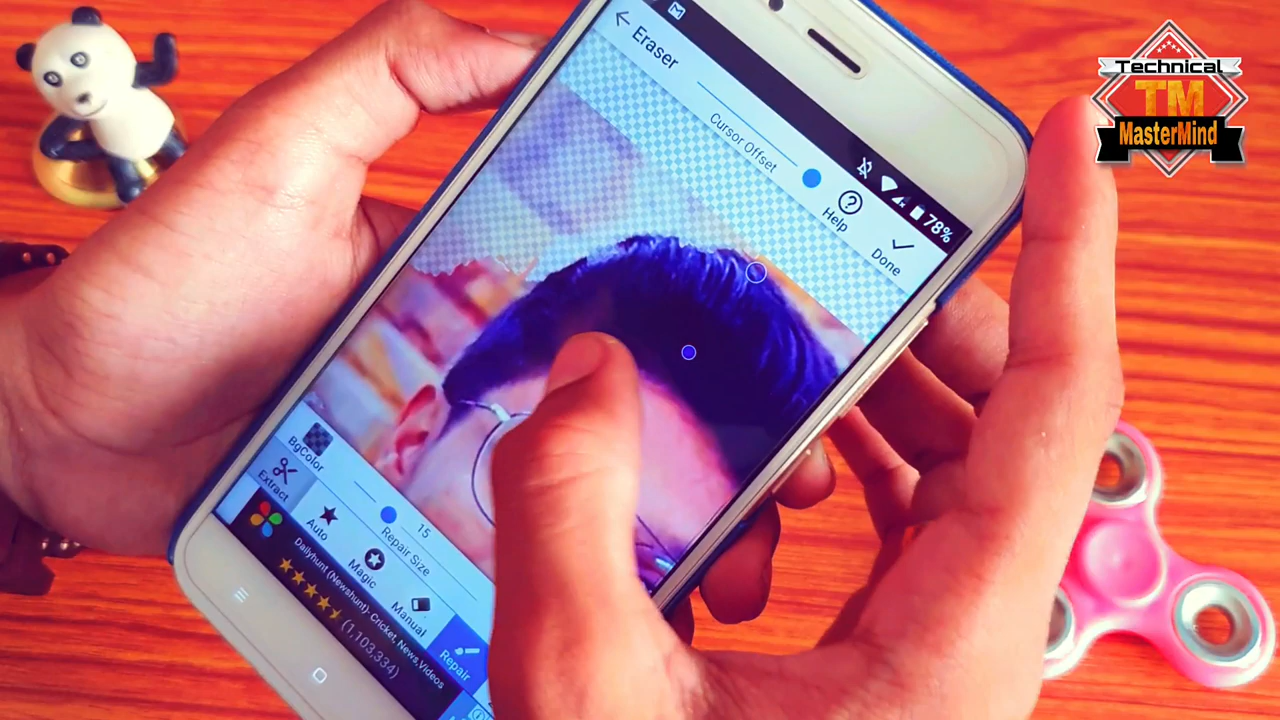 Eraser
Cursor Offset
Help
Done
78%
Technical
TM
MasterMind
BgColor
15
Repair Size
Extract
Auto
Magic
Manual
Repair
Dailyhunt (Newshunt)- Cricket, News,Videos
(1,103,334)